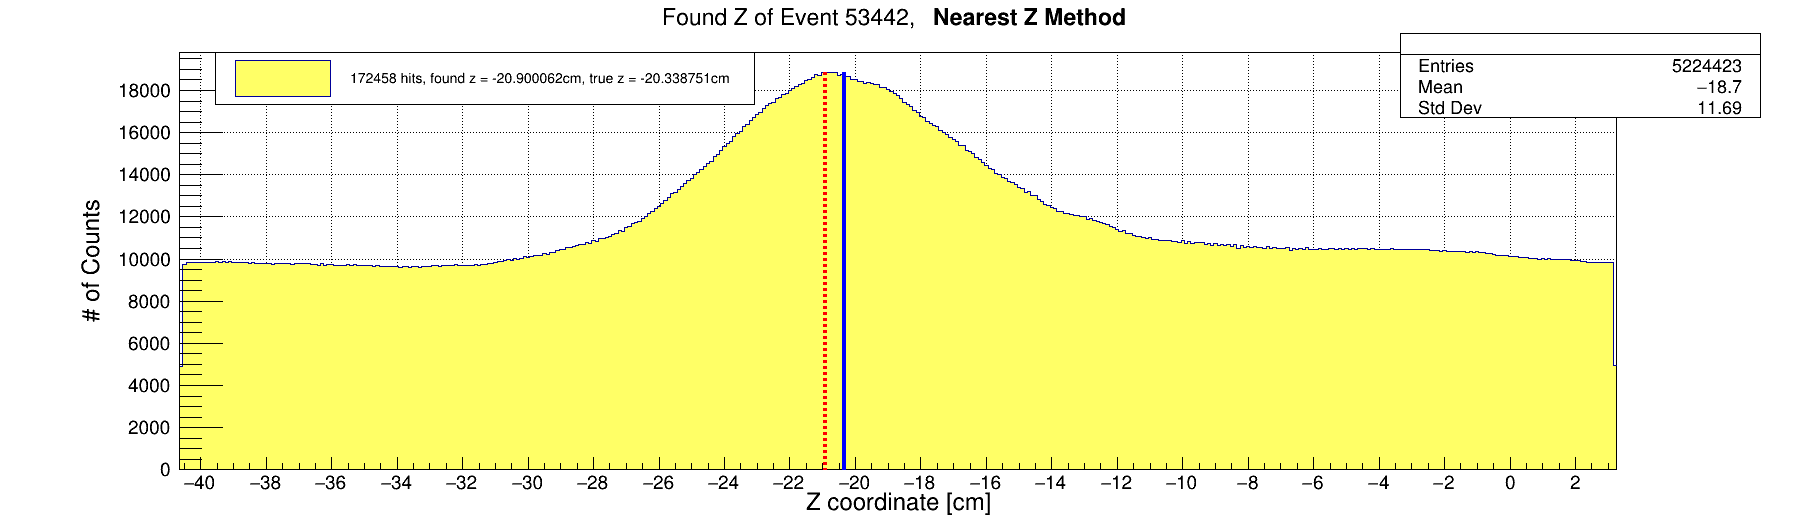 Found Z of Event 53442, Nearest Z Method
172458 hits, found z = -20.900062cm, true z = -20.338751cm
Entries 5224423
Mean −18.7
Std Dev 11.69
18000
16000
14000
12000
10000
8000
6000
4000
2000
0
# of Counts
−40 −38 −36 −34 −32 −30 −28 −26 −24 −22 −20 −18 −16 −14 −12 −10 −8 −6 −4 −2 0 2
Z coordinate [cm]